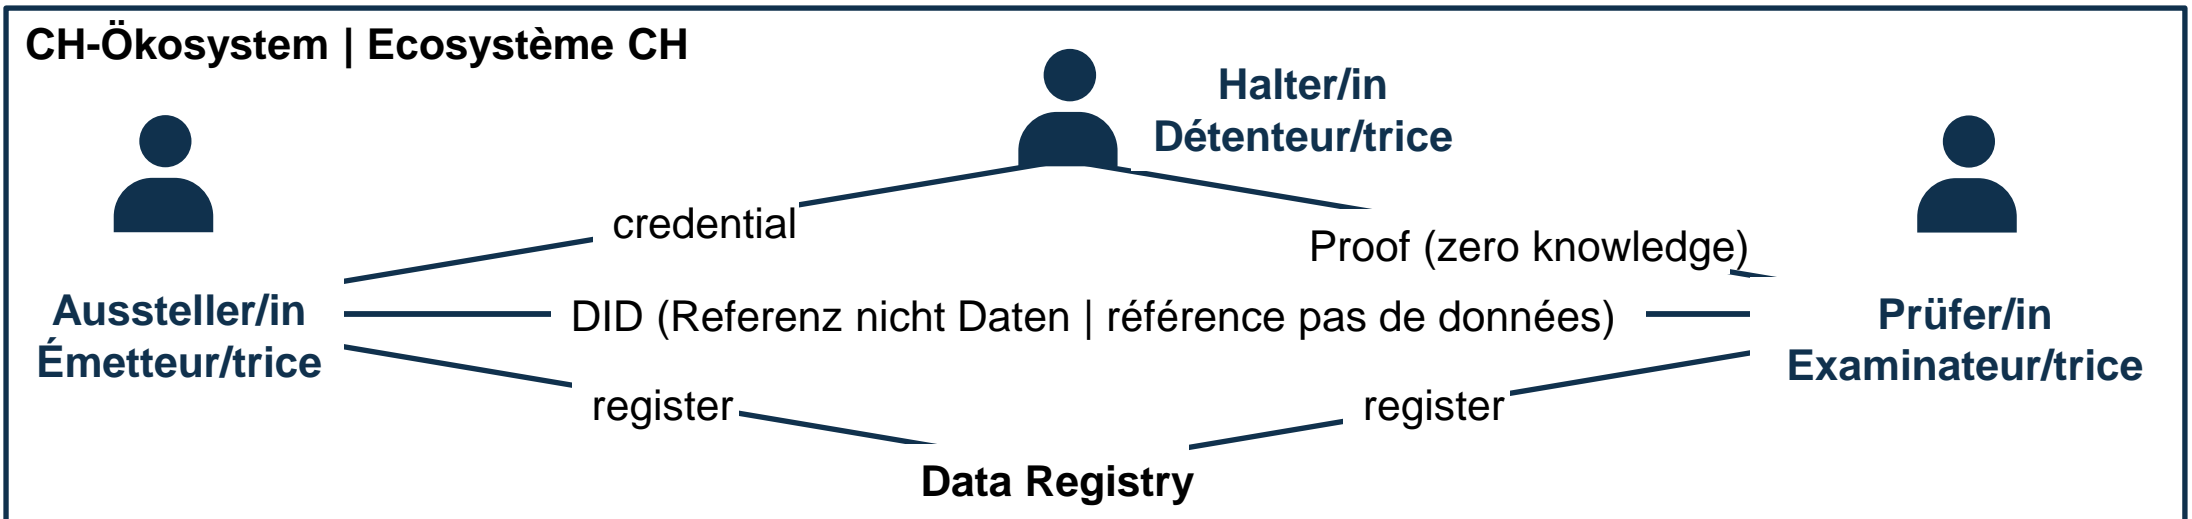 CH-Ökosystem | Ecosystème CH
Halter/in
Détenteur/trice
credential
Proof (zero knowledge)
Aussteller/in
Émetteur/trice
DID (Referenz nicht Daten | référence pas de données)
Prüfer/in
Examinateur/trice
register
register
Data Registry